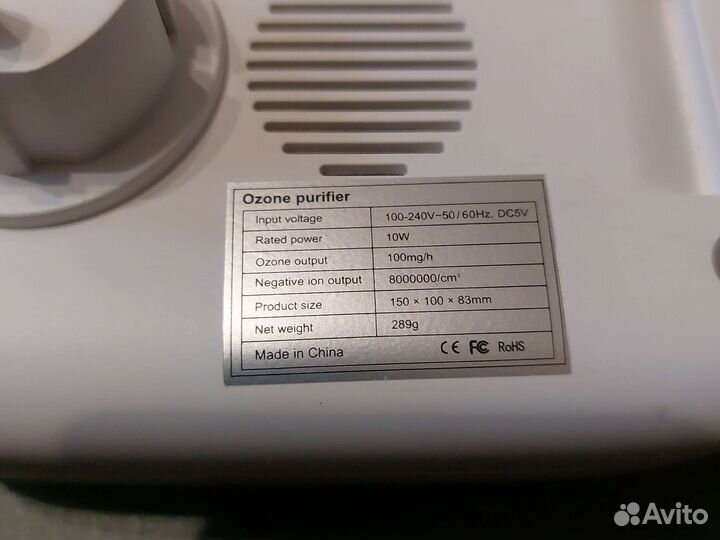 Ozone purifier
Input voltage 100-240V~50/60Hz, DC5V
Rated power 10W
Ozone output 100mg/h
Negative ion output 8000000/cm³
Product size 150 × 100 × 83mm
Net weight 289g
Made in China CE FC RoHS
Avito